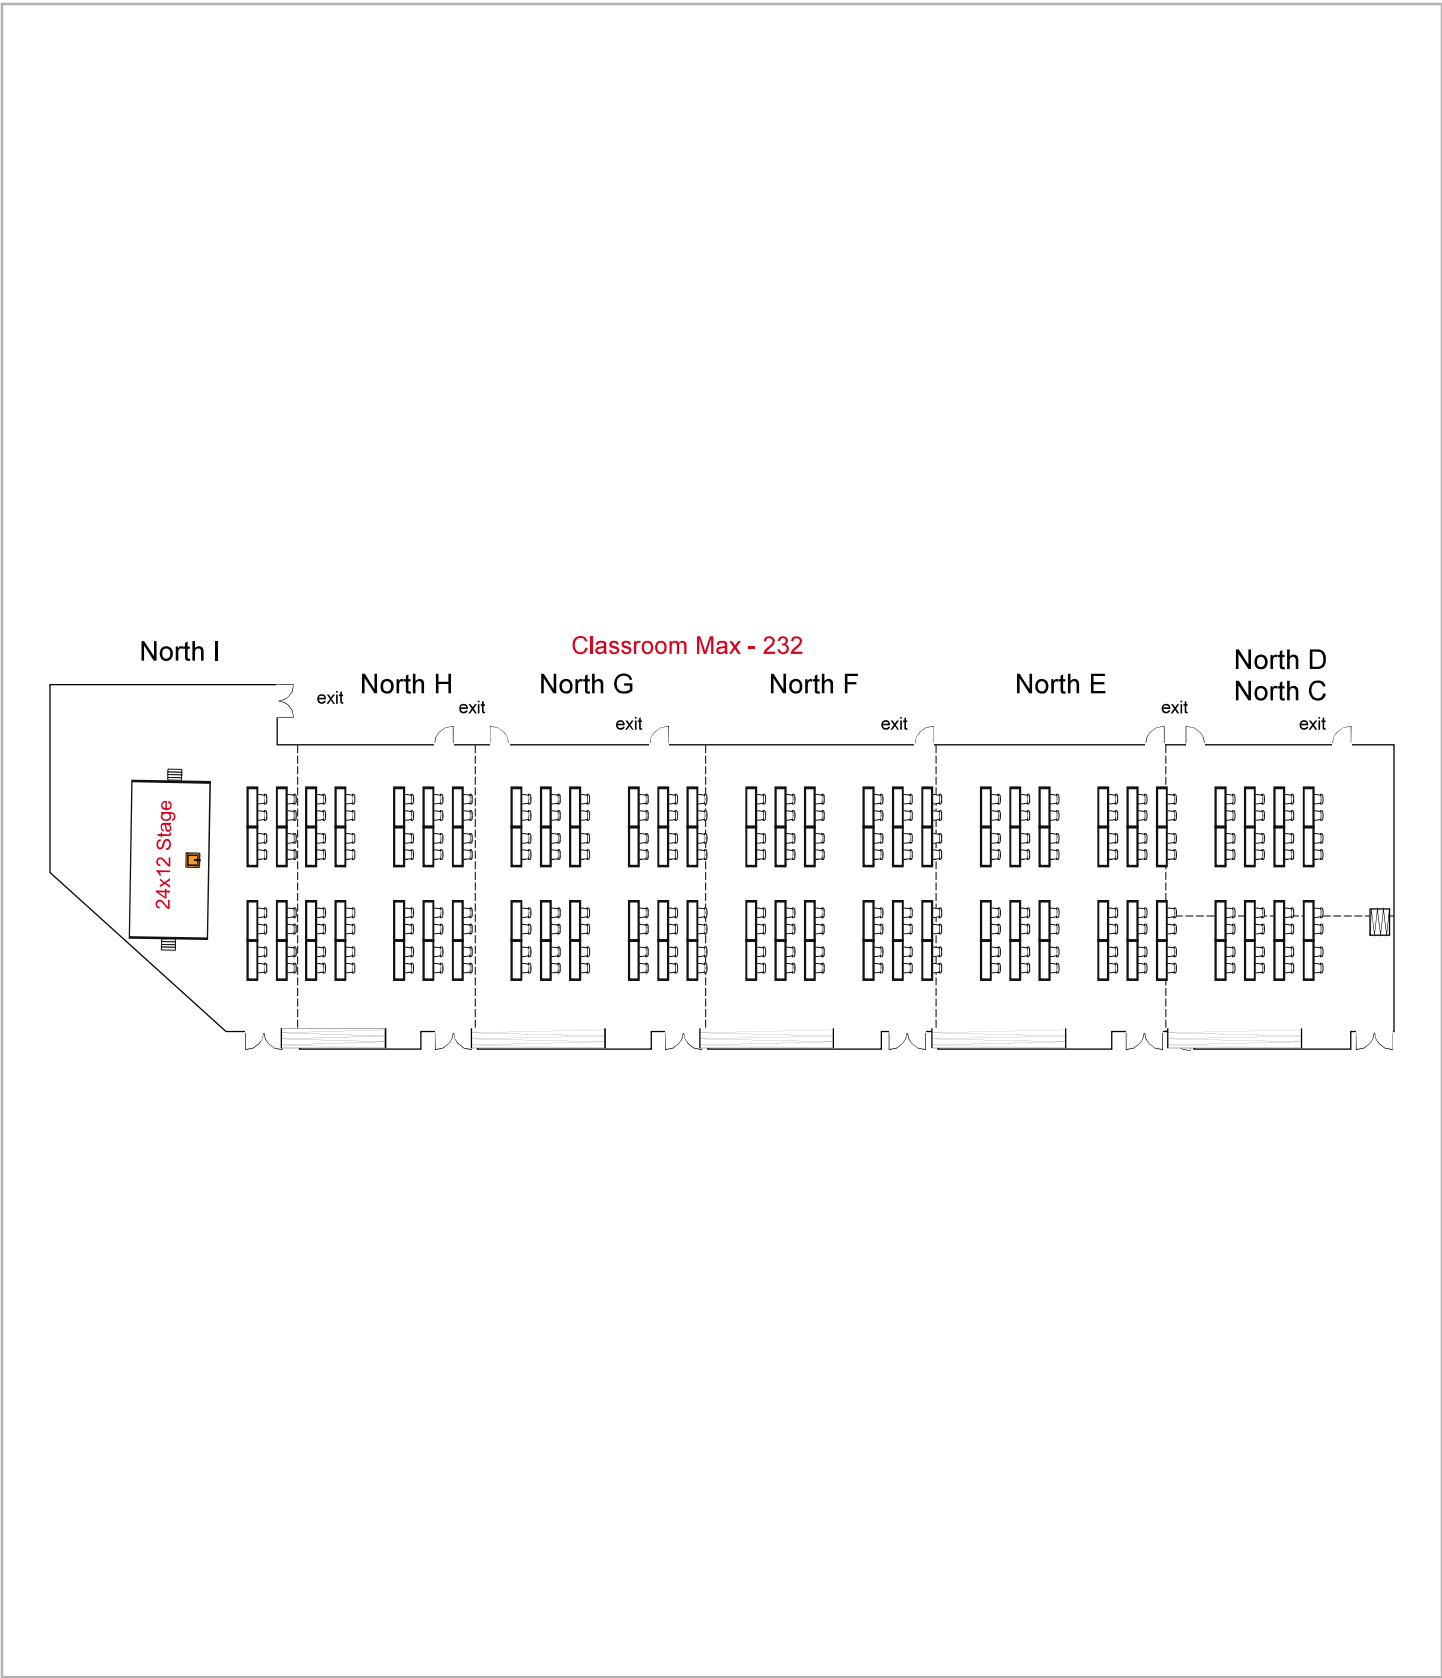 Classroom Max - 232
North I
North H
North G
North F
North E
North D
North C
exit
exit
exit
exit
exit
exit
24x12 Stage